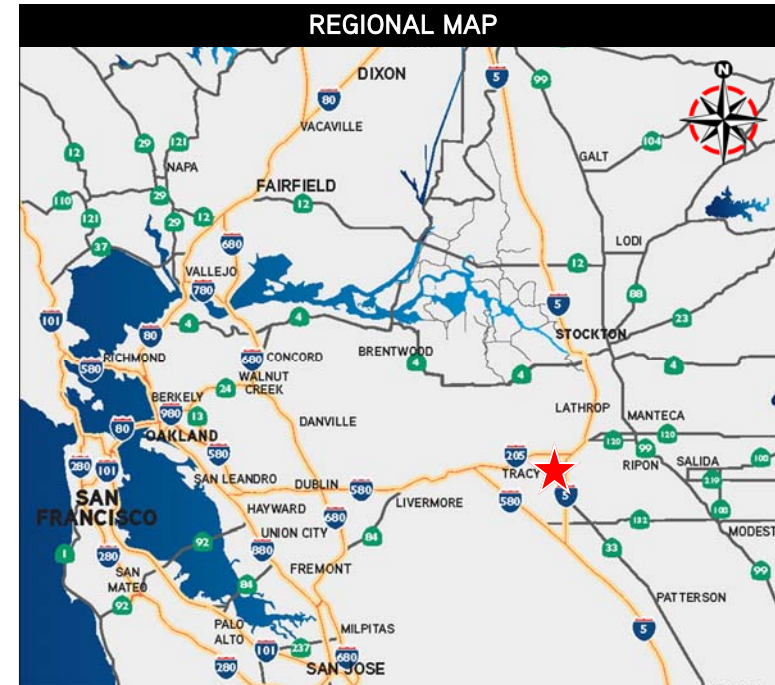 REGIONAL MAP
N
DIXON
5
99
80
VACAVILLE
12
29
121
NAPA
GALT
104
FAIRFIELD
110
29
12
121
29
12
LODI
37
680
12
VALLEJO
780
88
101
5
23
4
4
80
STOCKTON
580
RICHMOND
680
CONCORD
BRENTWOOD
4
4
4
WALNUT
CREEK
24
BERKELY
980
13
LATHROP
MANTECA
80
OAKLAND
DANVILLE
120
120
99
580
205
280
101
SAN LEANDRO
TRACY
RIPON
SALIDA
108
219
DUBLIN
580
5
SAN
FRANCISCO
HAYWARD
LIVERMORE
580
680
108
132
UNION CITY
MODEST
92
84
1
280
880
33
FREMONT
99
SAN
MATEO
84
92
PATTERSON
PALO
ALTO
MILPITAS
5
101
237
280
680
SAN JOSE